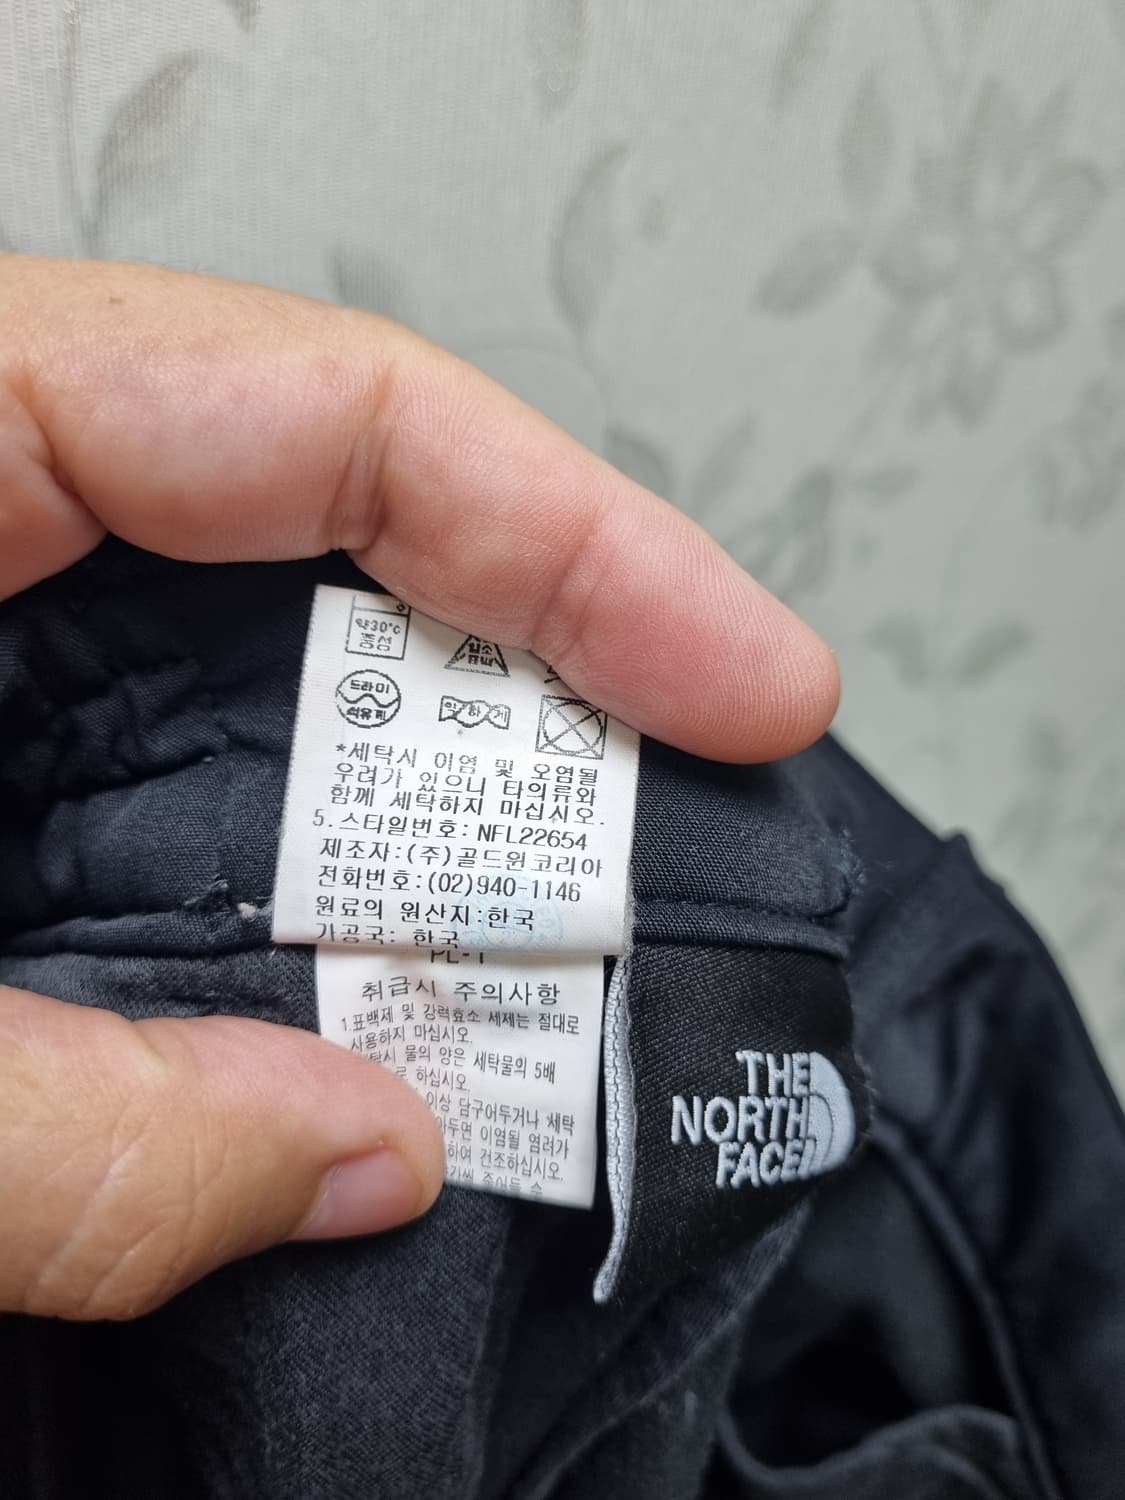 약30°C
중성
염소
표백
드라이
석유계
약하게
*세탁시 이염 및 오염될
우려가 있으니 타의류와
함께 세탁하지 마십시오.
5.스타일번호: NFL22654
제조자:(주)골드윈코리아
전화번호:(02)940-1146
원료의 원산지:한국
가공국: 한국
취급시 주의사항
1.표백제 및 강력효소 세제는 절대로
사용하지 마십시오.
물의 양은 세탁물의 5배
하십시오.
이상 담구어두거나 세탁
이염될 염려가
건조하십시오.
THE
NORTH
FACE